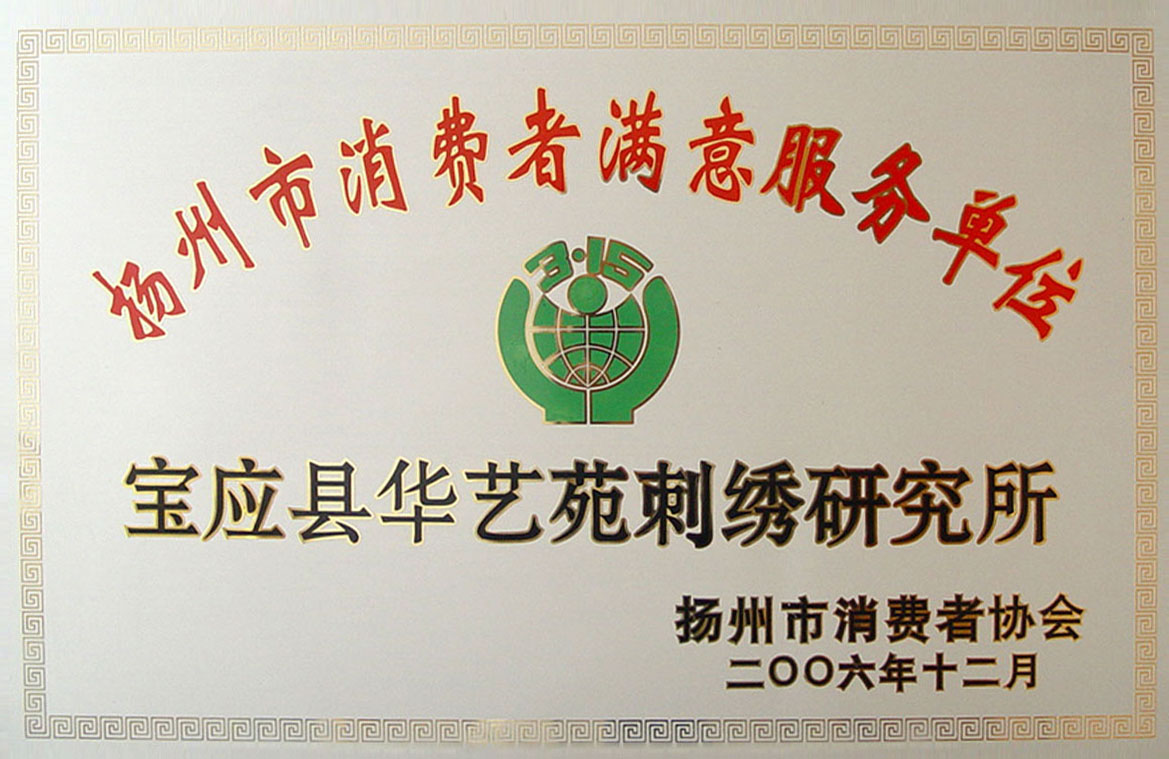 扬州市消费者满意服务单位
3·15
宝应县华艺苑刺绣研究所
扬州市消费者协会
二〇〇六年十二月